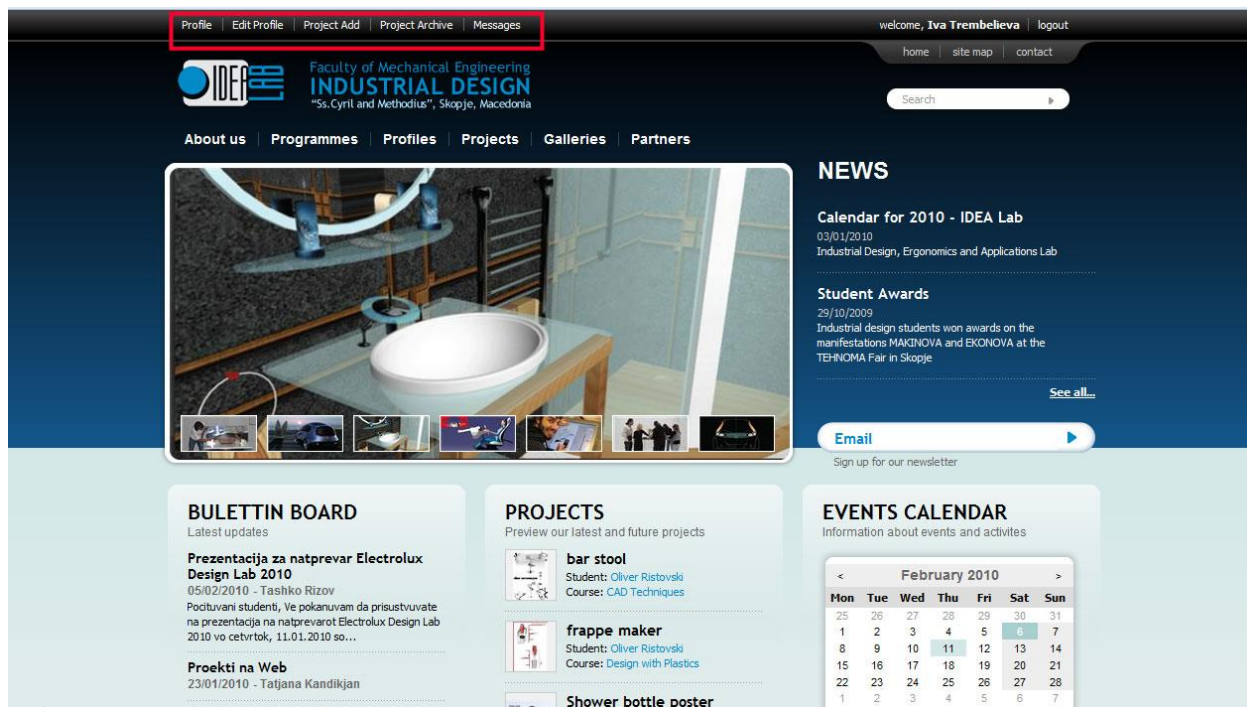 Profile | Edit Profile | Project Add | Project Archive | Messages
welcome, Iva Trembelieva | logout
home | site map | contact
IDEA LAB
Faculty of Mechanical Engineering
INDUSTRIAL DESIGN
"Ss.Cyril and Methodius", Skopje, Macedonia
Search
About us | Programmes | Profiles | Projects | Galleries | Partners
NEWS
Calendar for 2010 - IDEA Lab
03/01/2010
Industrial Design, Ergonomics and Applications Lab
Student Awards
29/10/2009
Industrial design students won awards on the
manifestations MAKINOVA and EKONOVA at the
TEHNOMA Fair in Skopje
See all...
Email
Sign up for our newsletter
BULETTIN BOARD
Latest updates
Prezentacija za natprevar Electrolux
Design Lab 2010
05/02/2010 - Tashko Rizov
Pocituvani studenti, Ve pokanuvam da prisustvuvate
na prezentacija na natprevarot Electrolux Design Lab
2010 vo cetvrtok, 11.01.2010 so...
Proekti na Web
23/01/2010 - Tatjana Kandikjan
PROJECTS
Preview our latest and future projects
bar stool
Student: Oliver Ristovski
Course: CAD Techniques
frappe maker
Student: Oliver Ristovski
Course: Design with Plastics
Shower bottle poster
EVENTS CALENDAR
Information about events and activites
< February 2010 >
Mon Tue Wed Thu Fri Sat Sun
25 26 27 28 29 30 31
1 2 3 4 5 6 7
8 9 10 11 12 13 14
15 16 17 18 19 20 21
22 23 24 25 26 27 28
1 2 3 4 5 6 7